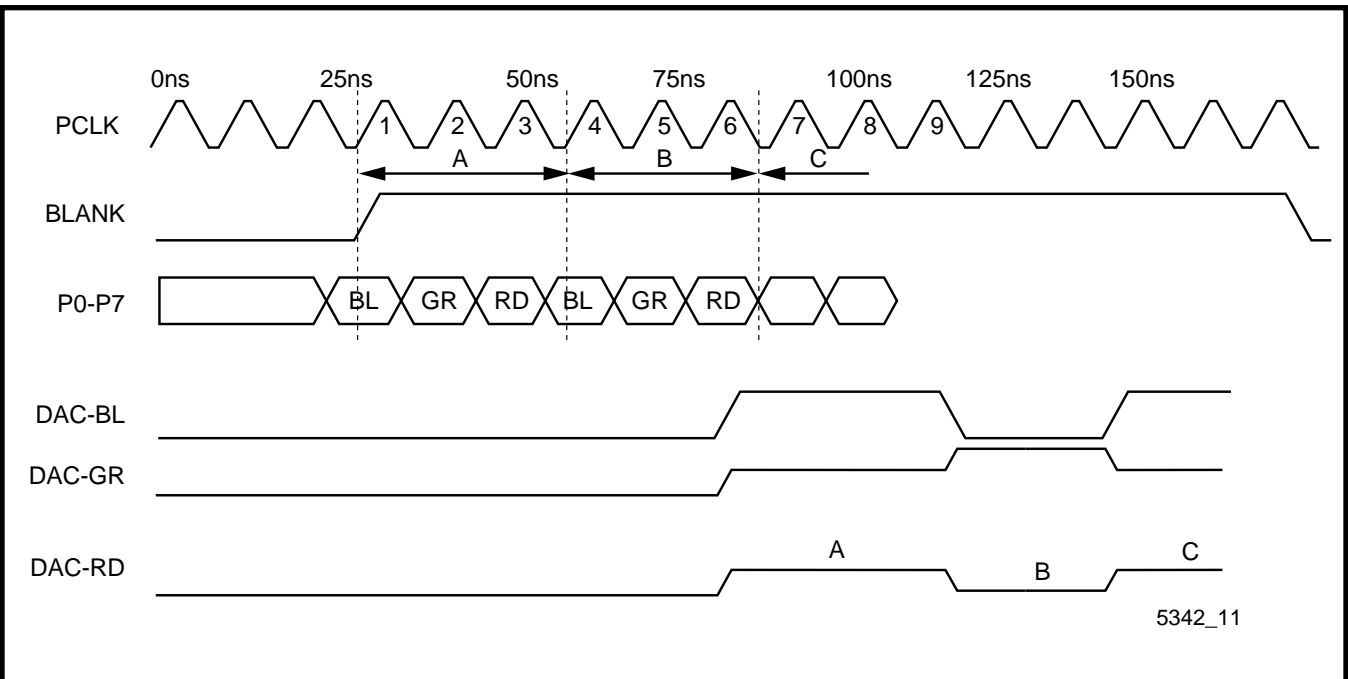 0ns 25ns 50ns 75ns 100ns 125ns 150ns
PCLK 1 2 3 4 5 6 7 8 9
A B C
BLANK
P0-P7 BL GR RD BL GR RD
DAC-BL
DAC-GR
DAC-RD A B C
5342_11